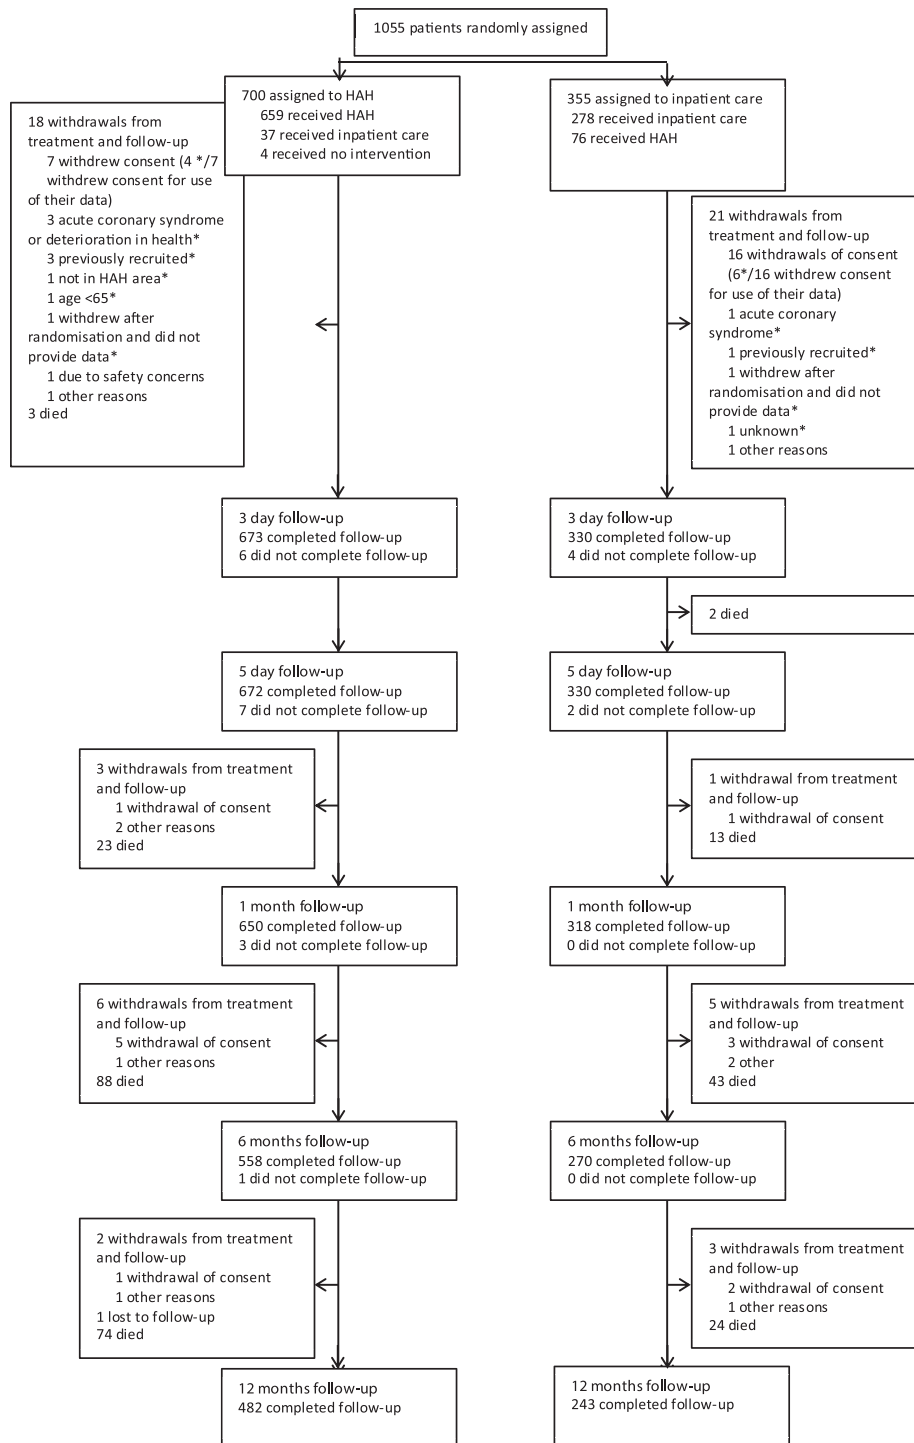 1055 patients randomly assigned
700 assigned to HAH
659 received HAH
37 received inpatient care
4 received no intervention
355 assigned to inpatient care
278 received inpatient care
76 received HAH
18 withdrawals from
treatment and follow-up
7 withdrew consent (4 */7
withdrew consent for use
of their data)
3 acute coronary syndrome
or deterioration in health*
3 previously recruited*
1 not in HAH area*
1 age <65*
1 withdrew after
randomisation and did not
provide data*
1 due to safety concerns
1 other reasons
3 died
21 withdrawals from
treatment and follow-up
16 withdrawals of consent
(6*/16 withdrew consent
for use of their data)
1 acute coronary
syndrome*
1 previously recruited*
1 withdrew after
randomisation and did not
provide data*
1 unknown*
1 other reasons
3 day follow-up
673 completed follow-up
6 did not complete follow-up
3 day follow-up
330 completed follow-up
4 did not complete follow-up
2 died
5 day follow-up
672 completed follow-up
7 did not complete follow-up
5 day follow-up
330 completed follow-up
2 did not complete follow-up
3 withdrawals from treatment
and follow-up
1 withdrawal of consent
2 other reasons
23 died
1 withdrawal from treatment
and follow-up
1 withdrawal of consent
13 died
1 month follow-up
650 completed follow-up
3 did not complete follow-up
1 month follow-up
318 completed follow-up
0 did not complete follow-up
6 withdrawals from treatment
and follow-up
5 withdrawal of consent
1 other reasons
88 died
5 withdrawals from treatment
and follow-up
3 withdrawal of consent
2 other
43 died
6 months follow-up
558 completed follow-up
1 did not complete follow-up
6 months follow-up
270 completed follow-up
0 did not complete follow-up
2 withdrawals from treatment
and follow-up
1 withdrawal of consent
1 other reasons
1 lost to follow-up
74 died
3 withdrawals from treatment
and follow-up
2 withdrawal of consent
1 other reasons
24 died
12 months follow-up
482 completed follow-up
12 months follow-up
243 completed follow-up